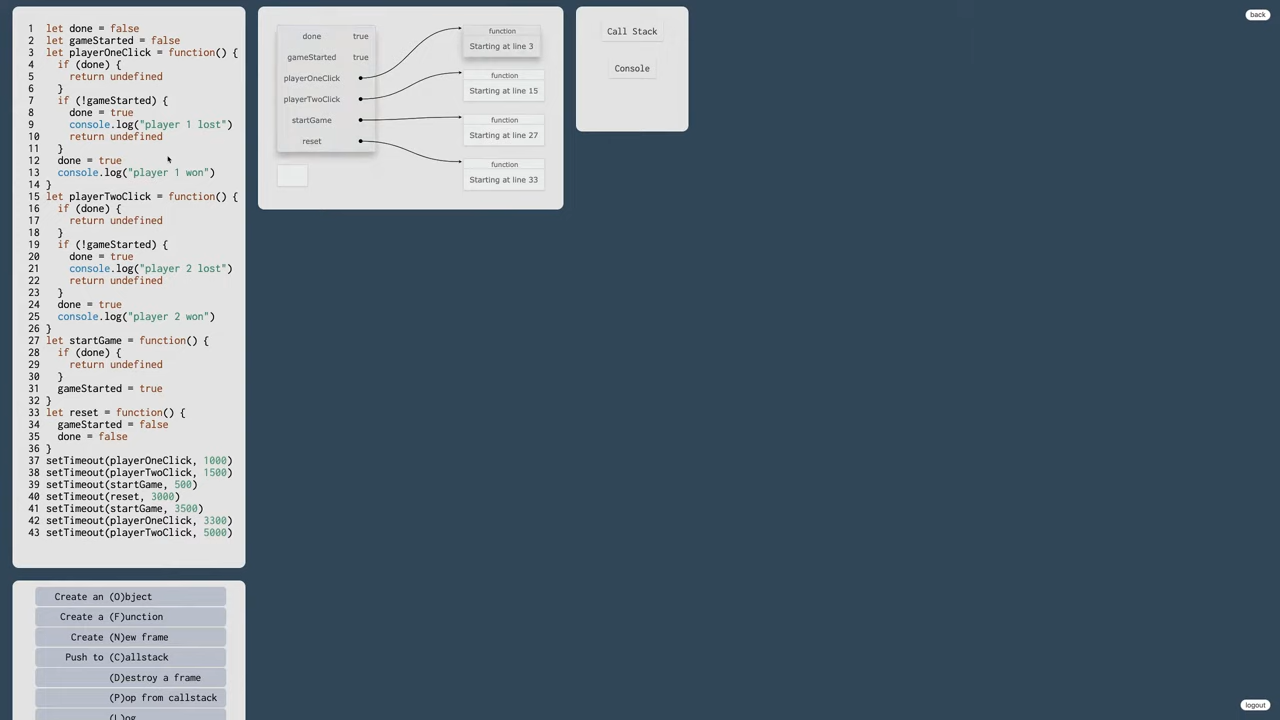 1 let done = false
2 let gameStarted = false
3 let playerOneClick = function() {
4   if (done) {
5     return undefined
6   }
7   if (!gameStarted) {
8     done = true
9     console.log("player 1 lost")
10     return undefined
11   }
12   done = true
13   console.log("player 1 won")
14 }
15 let playerTwoClick = function() {
16   if (done) {
17     return undefined
18   }
19   if (!gameStarted) {
20     done = true
21     console.log("player 2 lost")
22     return undefined
23   }
24   done = true
25   console.log("player 2 won")
26 }
27 let startGame = function() {
28   if (done) {
29     return undefined
30   }
31   gameStarted = true
32 }
33 let reset = function() {
34   gameStarted = false
35   done = false
36 }
37 setTimeout(playerOneClick, 1000)
38 setTimeout(playerTwoClick, 1500)
39 setTimeout(startGame, 500)
40 setTimeout(reset, 3000)
41 setTimeout(startGame, 3500)
42 setTimeout(playerOneClick, 3300)
43 setTimeout(playerTwoClick, 5000)
Create an (O)bject
Create a (F)unction
Create (N)ew frame
Push to (C)allstack
(D)estroy a frame
(P)op from callstack
(L)og
done true
gameStarted true
playerOneClick
playerTwoClick
startGame
reset
function
Starting at line 3
function
Starting at line 15
function
Starting at line 27
function
Starting at line 33
Call Stack
Console
back
logout